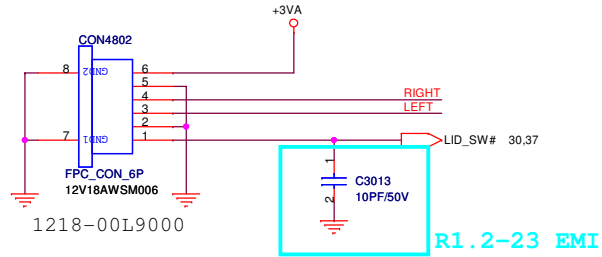 +3VA
CON4802
8
GND2
6
5
4
RIGHT
3
LEFT
2
7
GND1
1
LID_SW# 30,37
FPC_CON_6P
12V18AWSM006
1218-00L9000
1
C3013
10PF/50V
2
R1.2-23 EMI